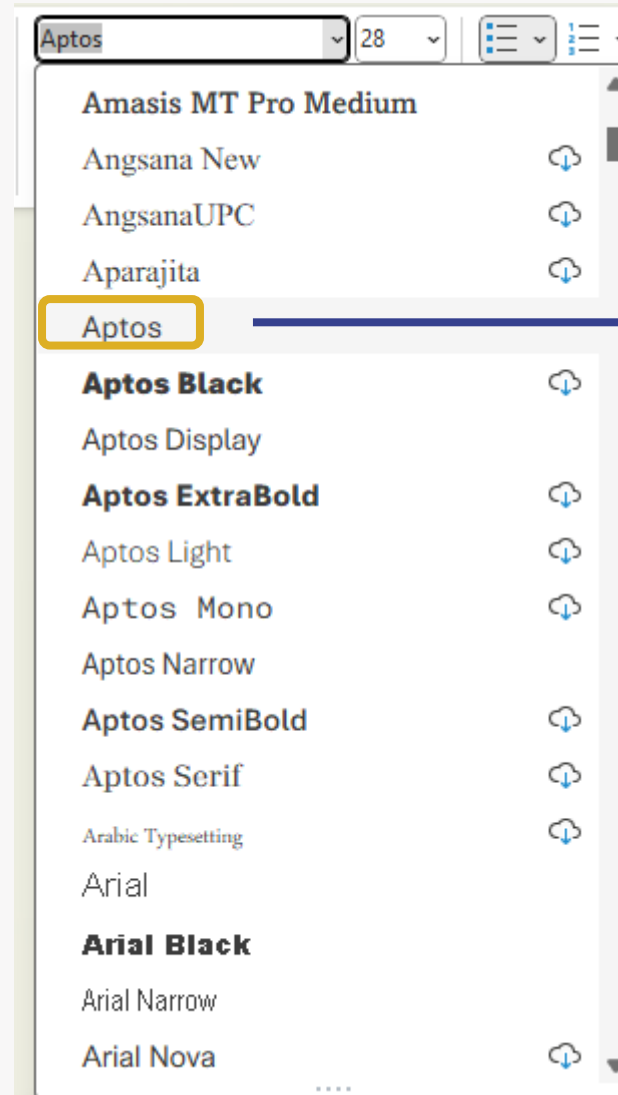 Aptos 28
Amasis MT Pro Medium
Angsana New
AngsanaUPC
Aparajita
Aptos
Aptos Black
Aptos Display
Aptos ExtraBold
Aptos Light
Aptos Mono
Aptos Narrow
Aptos SemiBold
Aptos Serif
Arabic Typesetting
Arial
Arial Black
Arial Narrow
Arial Nova